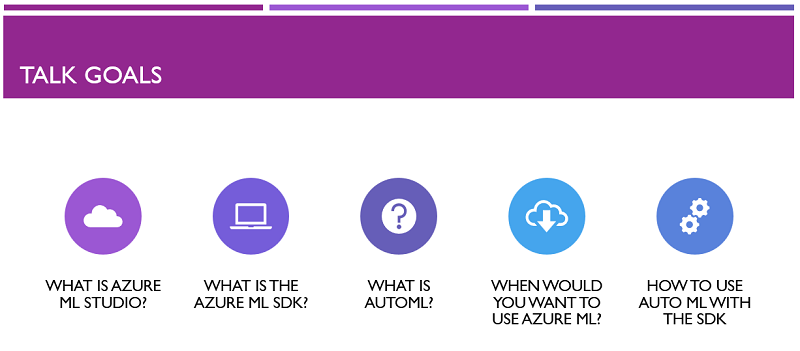 TALK GOALS
WHAT IS AZURE
ML STUDIO?
WHAT IS THE
AZURE ML SDK?
WHAT IS
AUTOML?
WHEN WOULD
YOU WANT TO
USE AZURE ML?
HOW TO USE
AUTO ML WITH
THE SDK